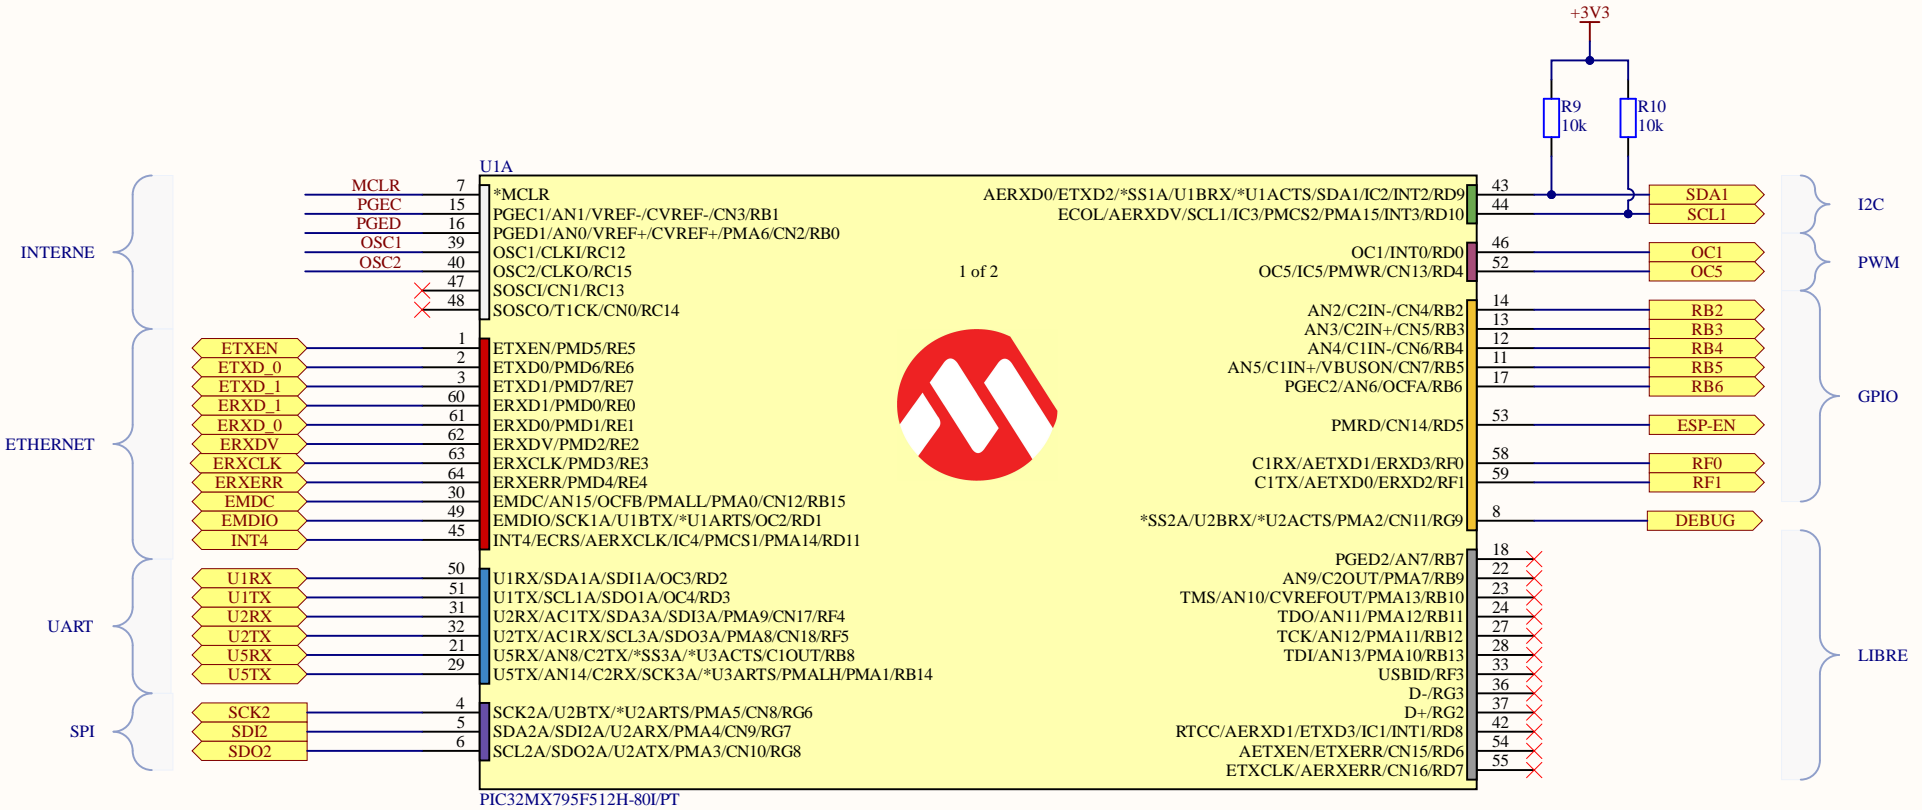 +3V3
R9
10k
R10
10k
U1A
INTERNE
MCLR 7 *MCLR
PGEC 15 PGEC1/AN1/VREF-/CVREF-/CN3/RB1
PGED 16 PGED1/AN0/VREF+/CVREF+/PMA6/CN2/RB0
OSC1 39 OSC1/CLKI/RC12
OSC2 40 OSC2/CLKO/RC15
47 SOSCI/CN1/RC13
48 SOSCO/T1CK/CN0/RC14
ETHERNET
ETXEN 1 ETXEN/PMD5/RE5
ETXD_0 2 ETXD0/PMD6/RE6
ETXD_1 3 ETXD1/PMD7/RE7
ERXD_1 60 ERXD1/PMD0/RE0
ERXD_0 61 ERXD0/PMD1/RE1
ERXDV 62 ERXDV/PMD2/RE2
ERXCLK 63 ERXCLK/PMD3/RE3
ERXERR 64 ERXERR/PMD4/RE4
EMDC 30 EMDC/AN15/OCFB/PMALL/PMA0/CN12/RB15
EMDIO 49 EMDIO/SCK1A/U1BTX/*U1ARTS/OC2/RD1
INT4 45 INT4/ECRS/AERXCLK/IC4/PMCS1/PMA14/RD11
UART
U1RX 50 U1RX/SDA1A/SDI1A/OC3/RD2
U1TX 51 U1TX/SCL1A/SDO1A/OC4/RD3
U2RX 31 U2RX/AC1TX/SDA3A/SDI3A/PMA9/CN17/RF4
U2TX 32 U2TX/AC1RX/SCL3A/SDO3A/PMA8/CN18/RF5
U5RX 21 U5RX/AN8/C2TX/*SS3A/*U3ACTS/C1OUT/RB8
U5TX 29 U5TX/AN14/C2RX/SCK3A/*U3ARTS/PMALH/PMA1/RB14
SPI
SCK2 4 SCK2A/U2BTX/*U2ARTS/PMA5/CN8/RG6
SDI2 5 SDA2A/SDI2A/U2ARX/PMA4/CN9/RG7
SDO2 6 SCL2A/SDO2A/U2ATX/PMA3/CN10/RG8
1 of 2
AERXD0/ETXD2/*SS1A/U1BRX/*U1ACTS/SDA1/IC2/INT2/RD9 43 SDA1
ECOL/AERXDV/SCL1/IC3/PMCS2/PMA15/INT3/RD10 44 SCL1
I2C
OC1/INT0/RD0 46 OC1
OC5/IC5/PMWR/CN13/RD4 52 OC5
PWM
AN2/C2IN-/CN4/RB2 14 RB2
AN3/C2IN+/CN5/RB3 13 RB3
AN4/C1IN-/CN6/RB4 12 RB4
AN5/C1IN+/VBUSON/CN7/RB5 11 RB5
PGEC2/AN6/OCFA/RB6 17 RB6
PMRD/CN14/RD5 53 ESP-EN
C1RX/AETXD1/ERXD3/RF0 58 RF0
C1TX/AETXD0/ERXD2/RF1 59 RF1
GPIO
*SS2A/U2BRX/*U2ACTS/PMA2/CN11/RG9 8 DEBUG
PGED2/AN7/RB7 18
AN9/C2OUT/PMA7/RB9 22
TMS/AN10/CVREFOUT/PMA13/RB10 23
TDO/AN11/PMA12/RB11 24
TCK/AN12/PMA11/RB12 27
TDI/AN13/PMA10/RB13 28
USBID/RF3 33
D-/RG3 36
D+/RG2 37
RTCC/AERXD1/ETXD3/IC1/INT1/RD8 42
AETXEN/ETXERR/CN15/RD6 54
ETXCLK/AERXERR/CN16/RD7 55
LIBRE
PIC32MX795F512H-80I/PT